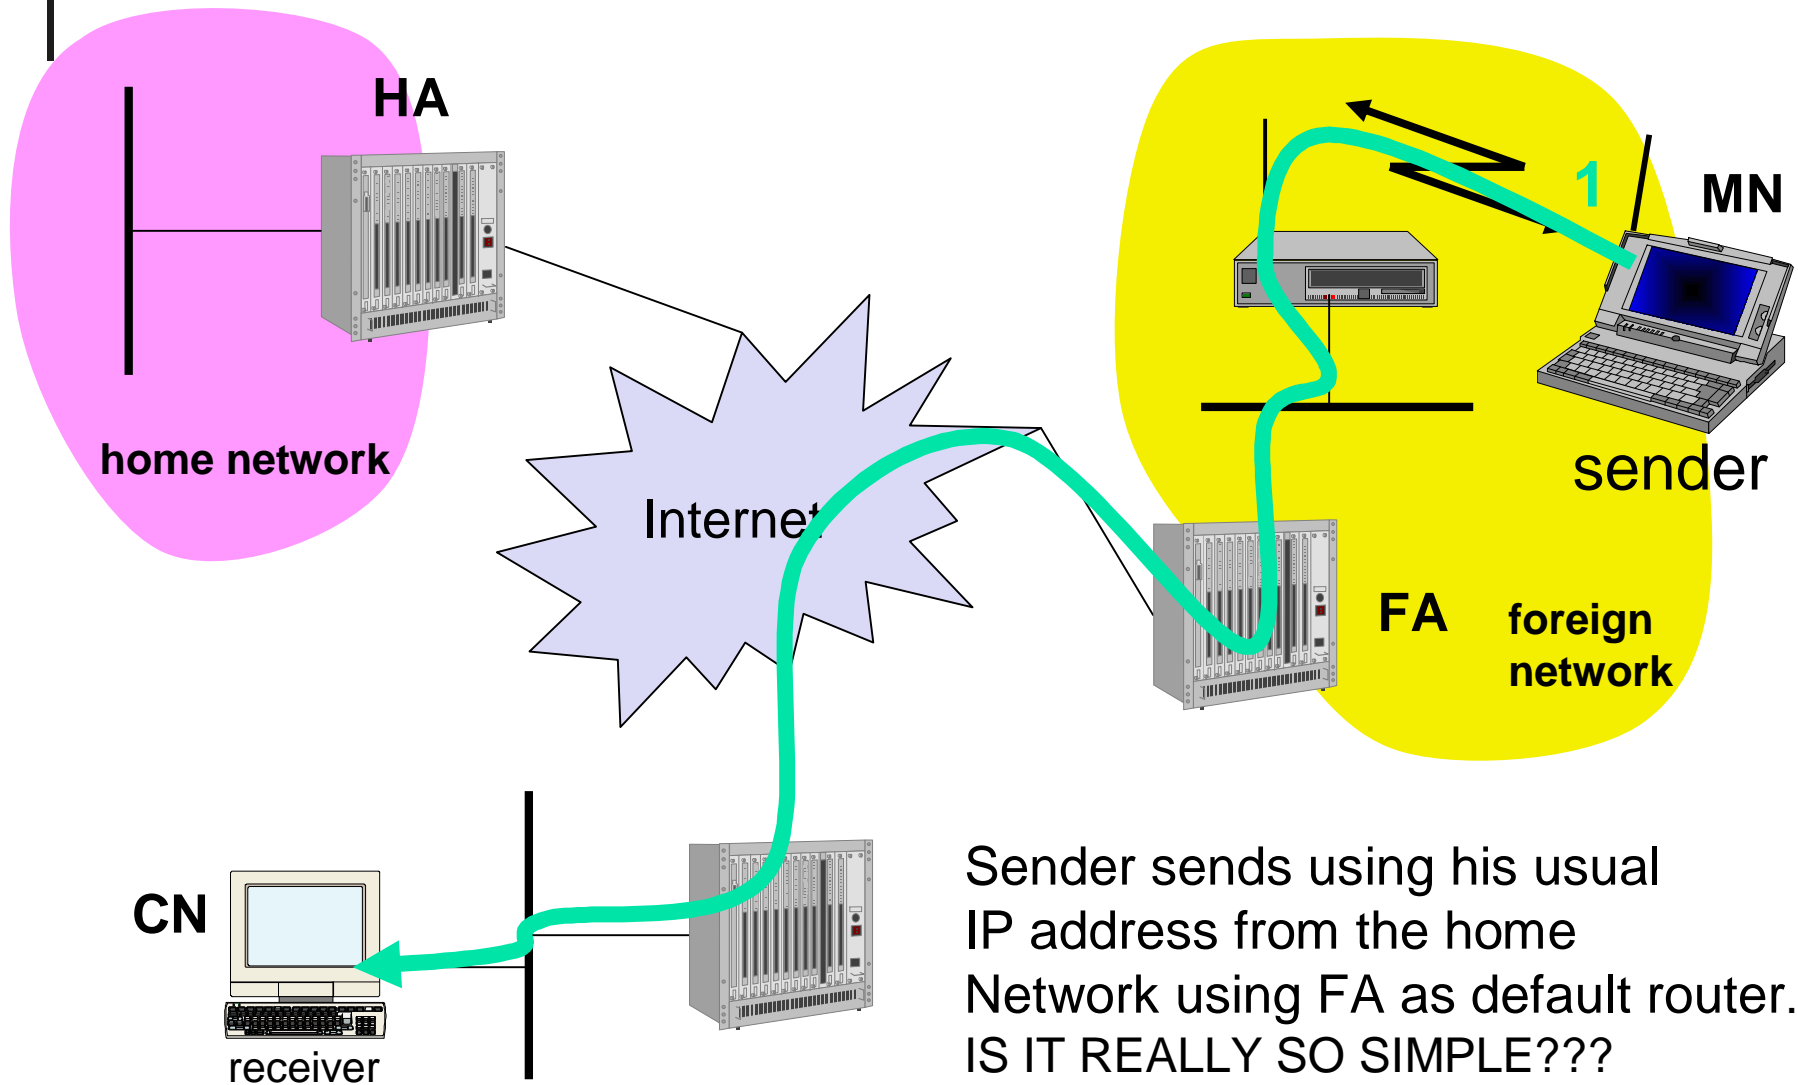 HA
1
MN
home network
Internet
sender
FA
foreign
network
CN
receiver
Sender sends using his usual
IP address from the home
Network using FA as default router.
IS IT REALLY SO SIMPLE???